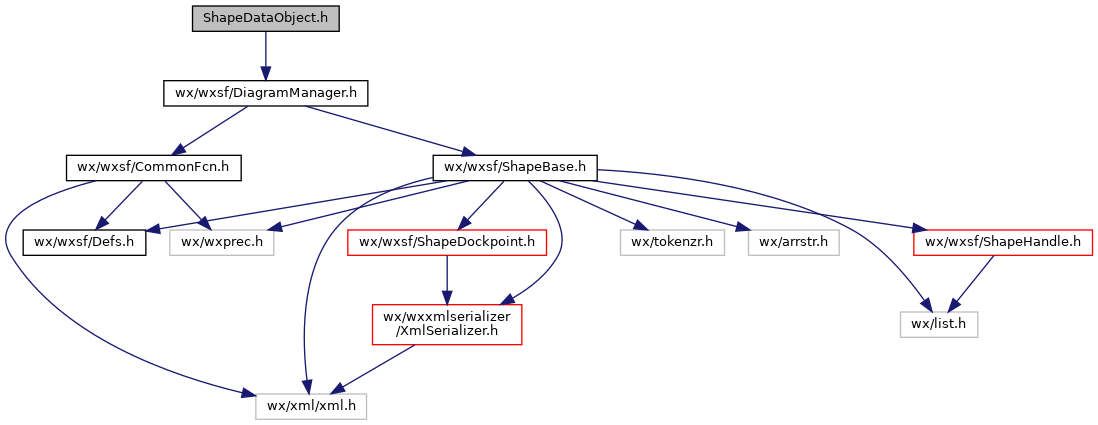 ShapeDataObject.h
wx/wxsf/DiagramManager.h
wx/wxsf/CommonFcn.h
wx/wxsf/ShapeBase.h
wx/wxsf/Defs.h
wx/wxprec.h
wx/wxsf/ShapeDockpoint.h
wx/tokenzr.h
wx/arrstr.h
wx/wxsf/ShapeHandle.h
wx/wxxmlserializer
/XmlSerializer.h
wx/list.h
wx/xml/xml.h